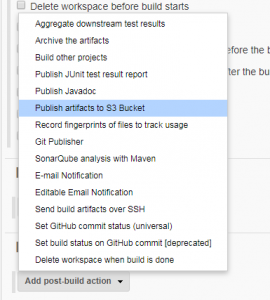 Delete workspace before build starts
Aggregate downstream test results
Archive the artifacts
Build other projects
efore the b
Publish JUnit test result report
ter the bu
Publish Javadoc
Publish artifacts to S3 Bucket
Record fingerprints of files to track usage
Git Publisher
SonarQube analysis with Maven
E-mail Notification
Editable Email Notification
Send build artifacts over SSH
Set GitHub commit status (universal)
Set build status on GitHub commit [deprecated]
Delete workspace when build is done
Add post-build action